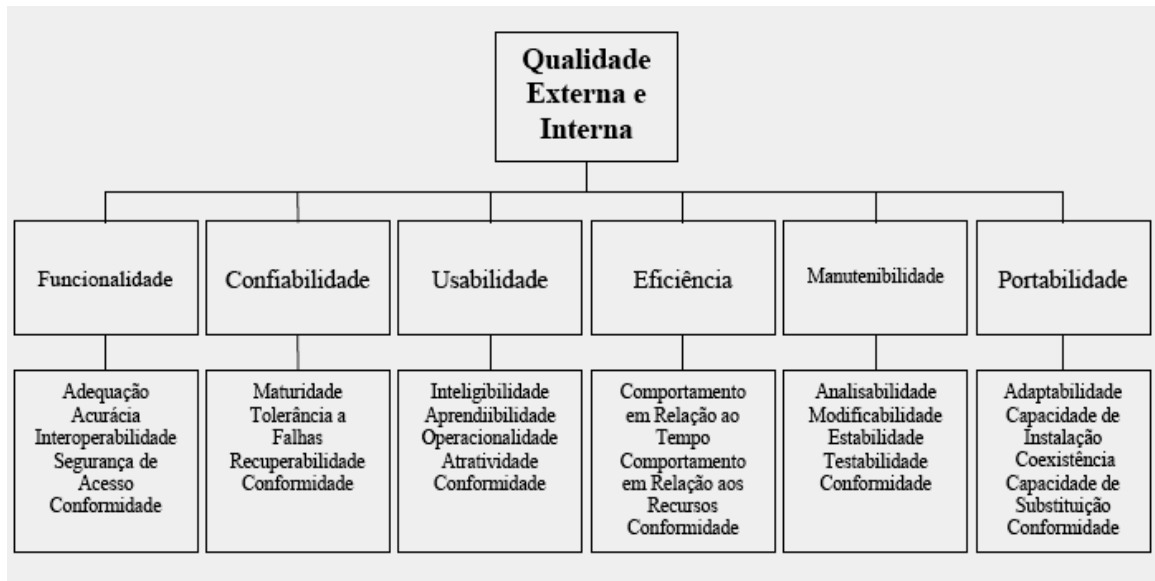 Qualidade
Externa e
Interna
Funcionalidade
Confiabilidade
Usabilidade
Eficiência
Manutenibilidade
Portabilidade
Adequação
Acurácia
Interoperabilidade
Segurança de
Acesso
Conformidade
Maturidade
Tolerância a
Falhas
Recuperabilidade
Conformidade
Inteligibilidade
Aprendiibilidade
Operacionalidade
Atratividade
Conformidade
Comportamento
em Relação ao
Tempo
Comportamento
em Relação aos
Recursos
Conformidade
Analisabilidade
Modificabilidade
Estabilidade
Testabilidade
Conformidade
Adaptabilidade
Capacidade de
Instalação
Coexistência
Capacidade de
Substituição
Conformidade